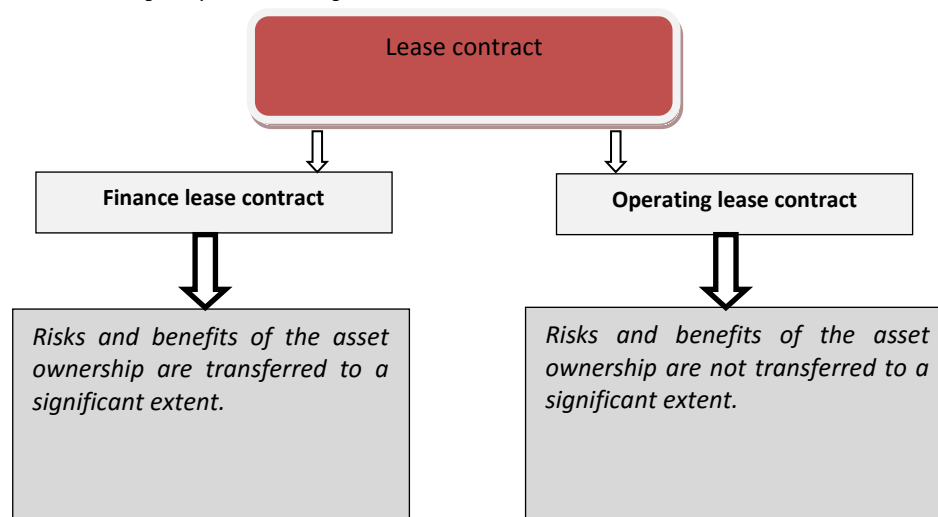 Lease contract
Finance lease contract
Operating lease contract
Risks and benefits of the asset
ownership are transferred to a
significant extent.
Risks and benefits of the asset
ownership are not transferred to a
significant extent.